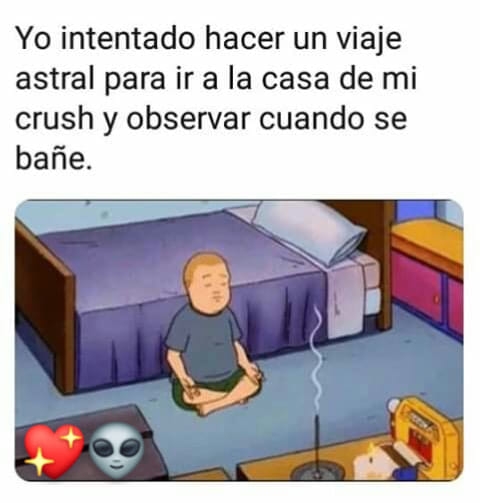 Yo intentado hacer un viaje
astral para ir a la casa de mi
crush y observar cuando se
bañe.